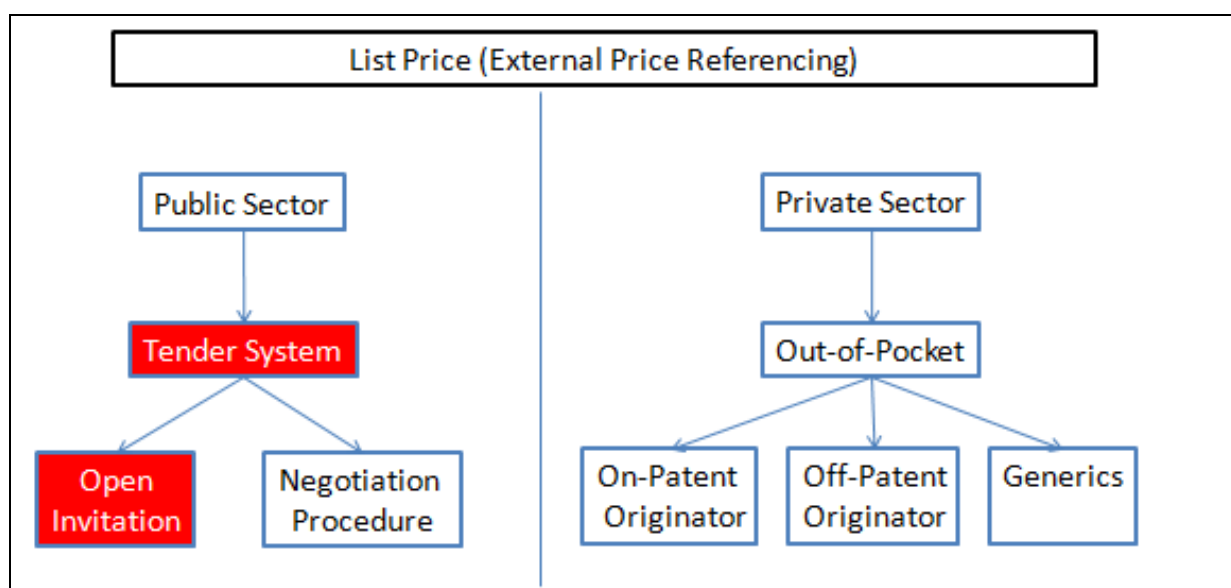 List Price (External Price Referencing)
Public Sector
Private Sector
Tender System
Out-of-Pocket
Open
Invitation
Negotiation
Procedure
On-Patent
Originator
Off-Patent
Originator
Generics